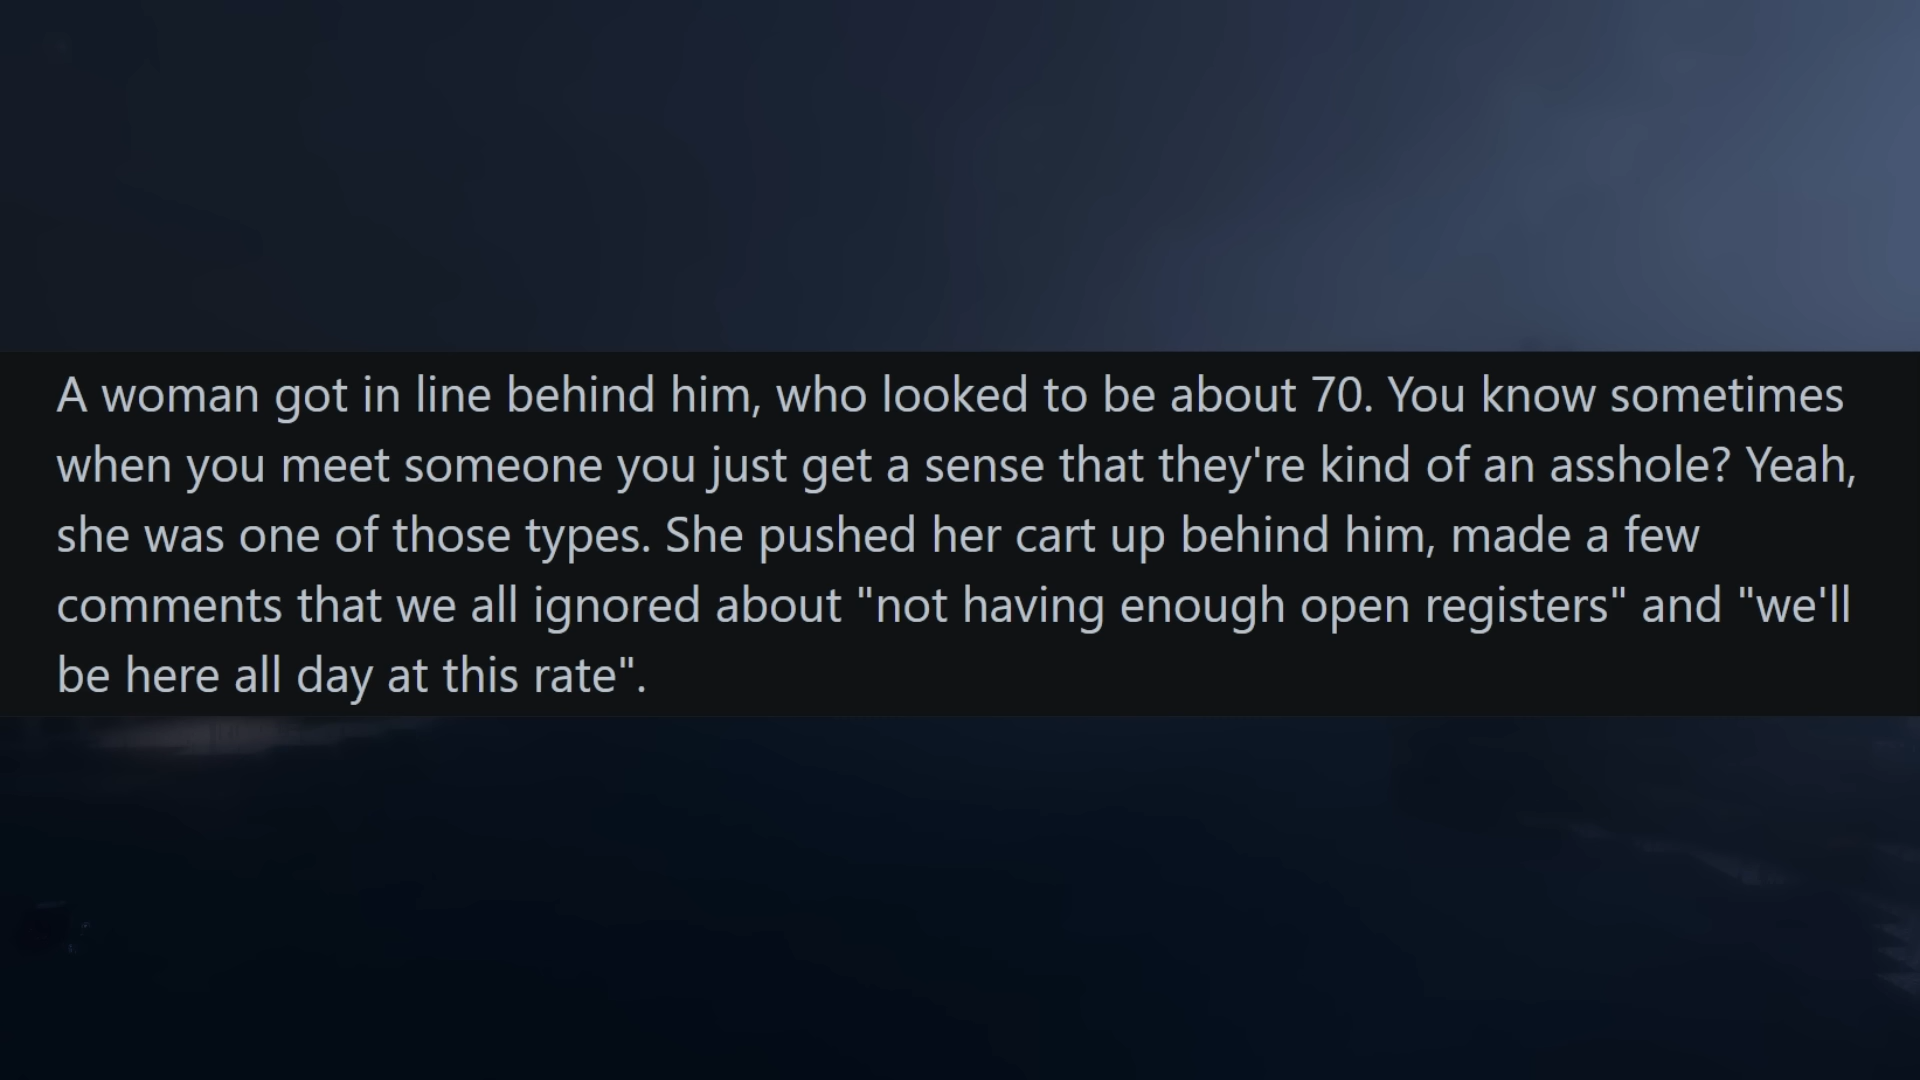 A woman got in line behind him, who looked to be about 70. You know sometimes
when you meet someone you just get a sense that they're kind of an asshole? Yeah,
she was one of those types. She pushed her cart up behind him, made a few
comments that we all ignored about "not having enough open registers" and "we'll
be here all day at this rate".